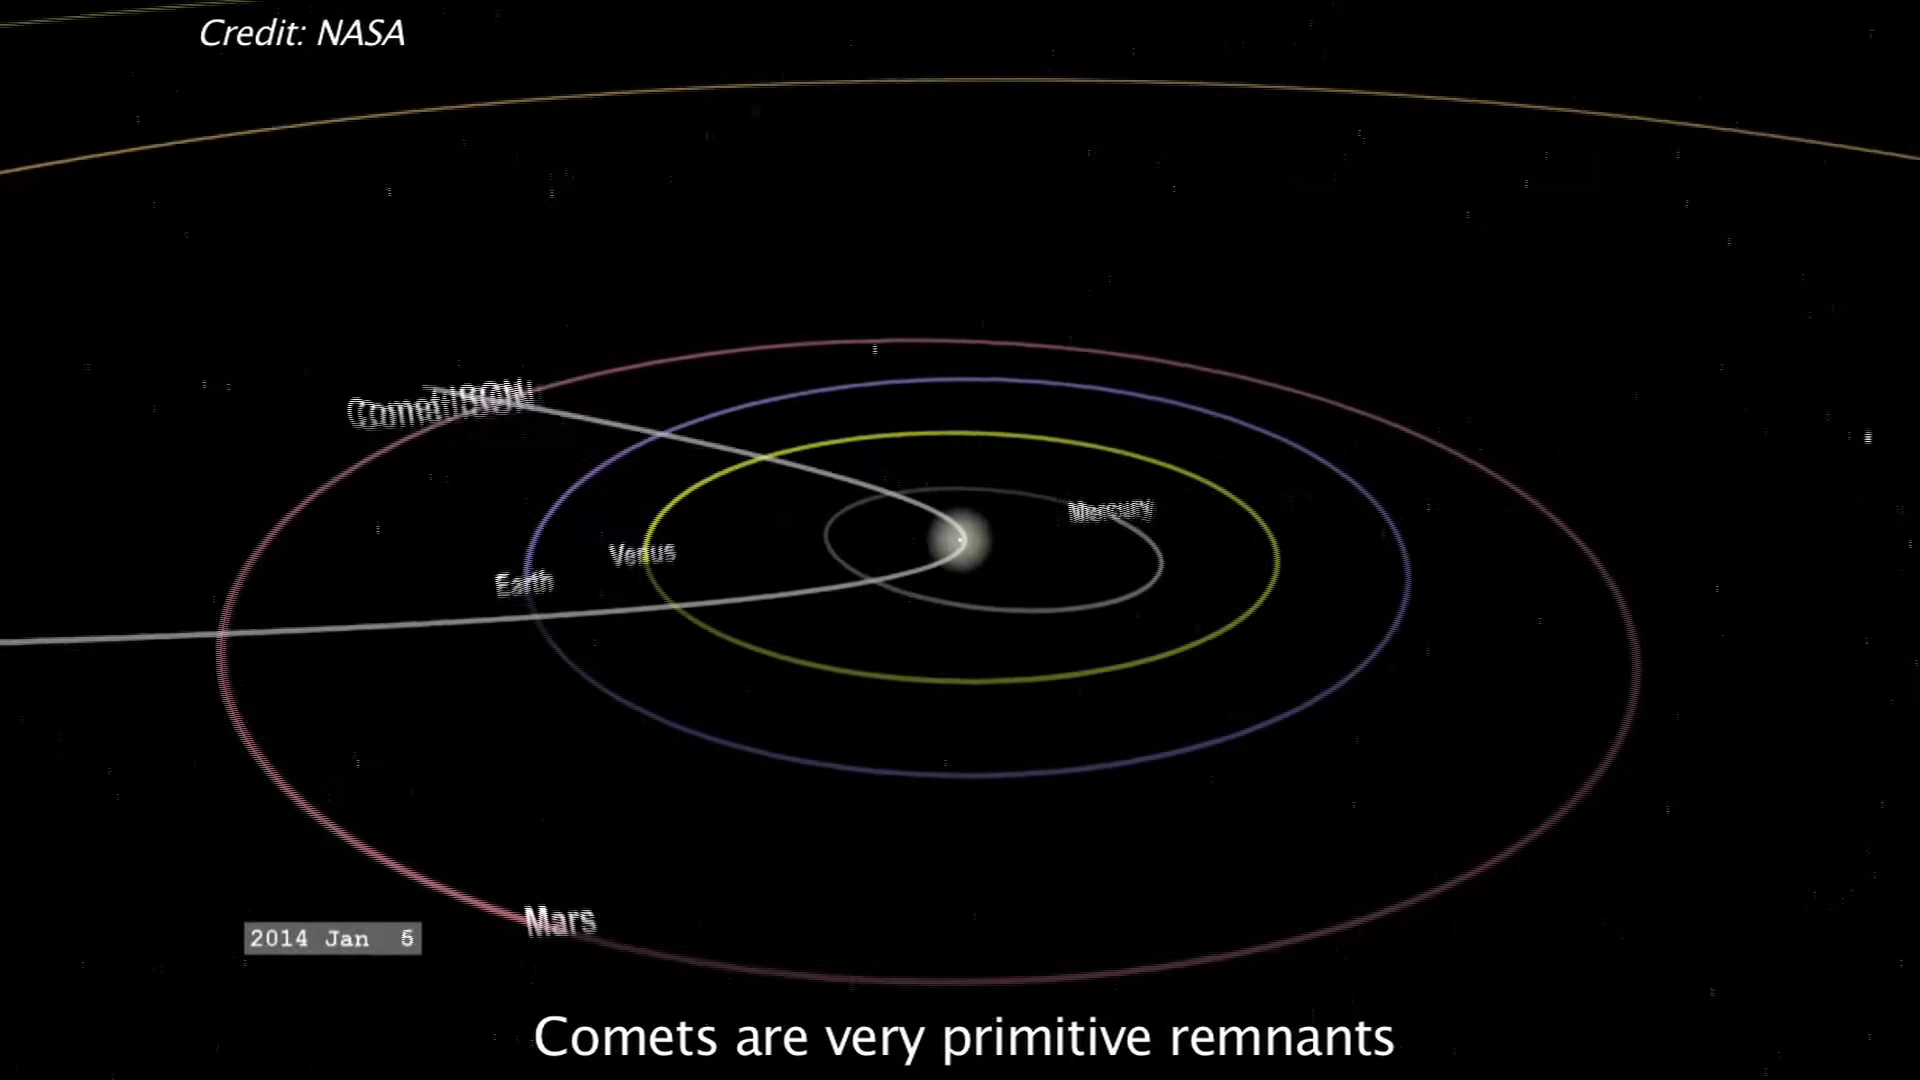 Credit: NASA
Comet ISON
Mercury
Venus
Earth
Mars
2014 Jan 5
Comets are very primitive remnants